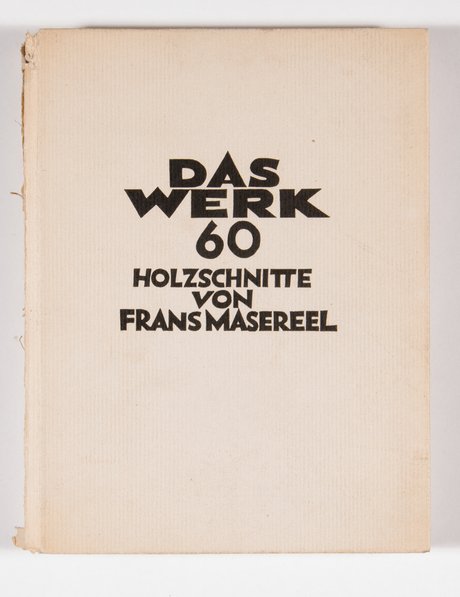 DAS
WERK
60
HOLZSCHNITTE
VON
FRANS MASEREEL